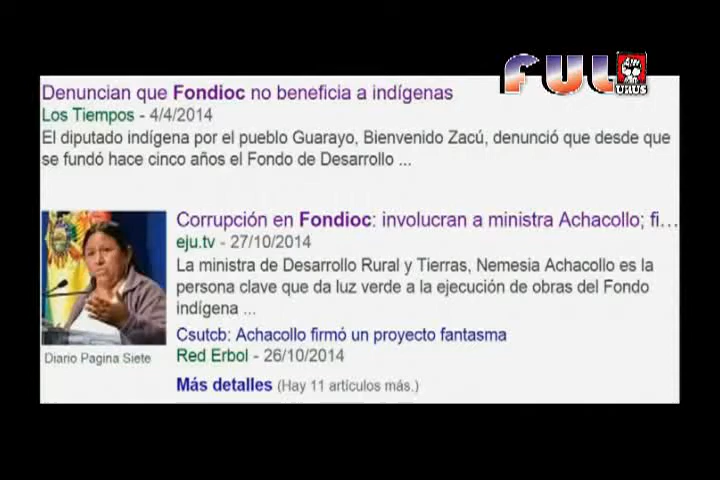 FUL
URUS
Denuncian que Fondioc no beneficia a indígenas
Los Tiempos - 4/4/2014
El diputado indígena por el pueblo Guarayo, Bienvenido Zacú, denunció que desde que
se fundó hace cinco años el Fondo de Desarrollo ...
Corrupción en Fondioc: involucran a ministra Achacollo; fi...
eju.tv - 27/10/2014
La ministra de Desarrollo Rural y Tierras, Nemesia Achacollo es la
persona clave que da luz verde a la ejecución de obras del Fondo
indígena ...
Csutcb: Achacollo firmó un proyecto fantasma
Red Erbol - 26/10/2014
Diario Pagina Siete
Más detalles (Hay 11 artículos más.)